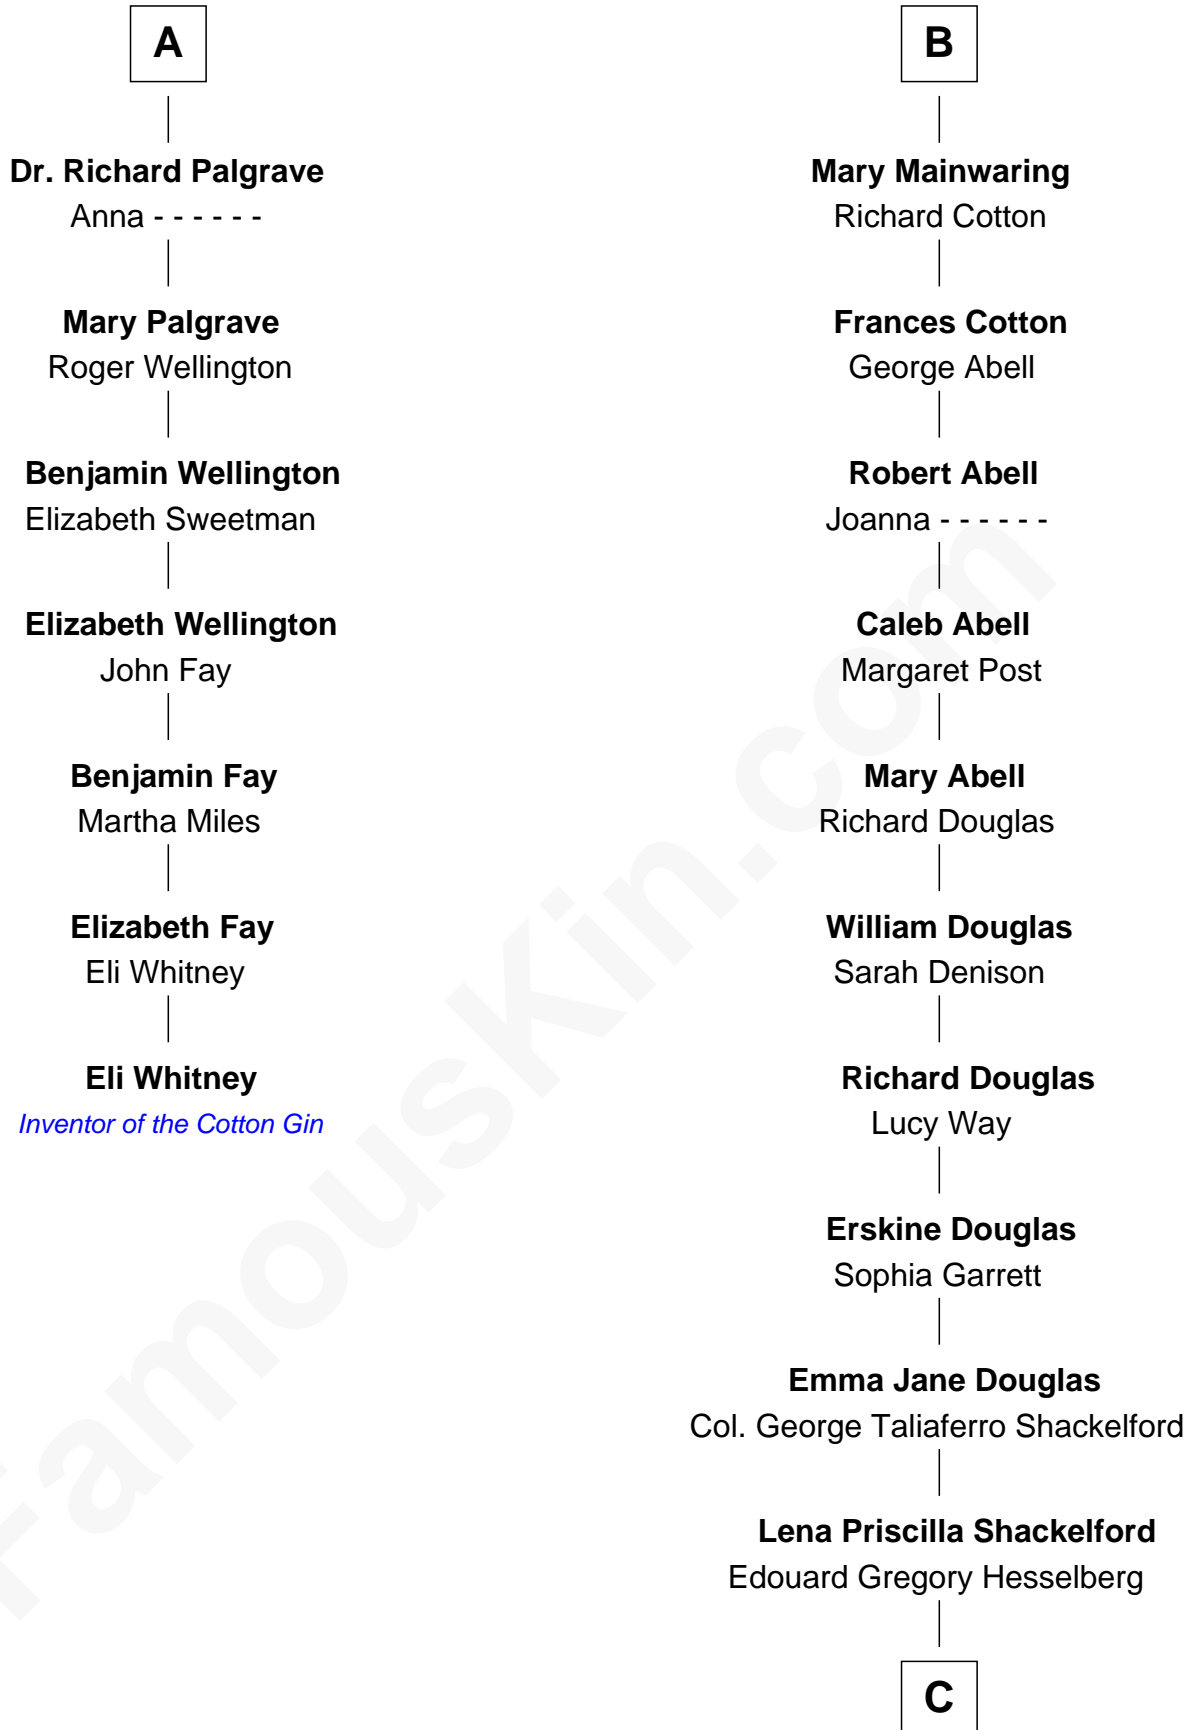 A
Dr. Richard Palgrave
Anna - - - - - -
Mary Palgrave
Roger Wellington
Benjamin Wellington
Elizabeth Sweetman
Elizabeth Wellington
John Fay
Benjamin Fay
Martha Miles
Elizabeth Fay
Eli Whitney
Eli Whitney
Inventor of the Cotton Gin
B
Mary Mainwaring
Richard Cotton
Frances Cotton
George Abell
Robert Abell
Joanna - - - - - -
Caleb Abell
Margaret Post
Mary Abell
Richard Douglas
William Douglas
Sarah Denison
Richard Douglas
Lucy Way
Erskine Douglas
Sophia Garrett
Emma Jane Douglas
Col. George Taliaferro Shackelford
Lena Priscilla Shackelford
Edouard Gregory Hesselberg
C
FamousKin.com